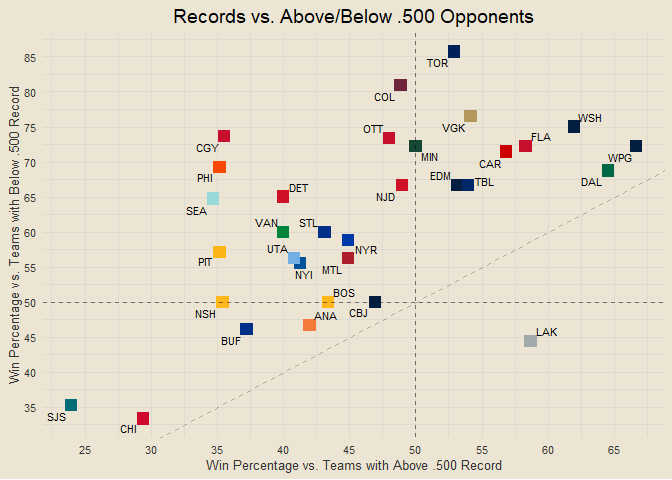 Records vs. Above/Below .500 Opponents
Win Percentage vs. Teams with Below .500 Record
85
80
75
70
65
60
55
50
45
40
35
TOR
COL
VGK
WSH
OTT
FLA
CGY
MIN
WPG
CAR
PHI
EDM
TBL
DAL
DET
NJD
SEA
VAN
STL
UTA
NYR
PIT
NYI
MTL
BOS
NSH
ANA
CBJ
BUF
LAK
SJS
CHI
25
30
35
40
45
50
55
60
65
Win Percentage vs. Teams with Above .500 Record